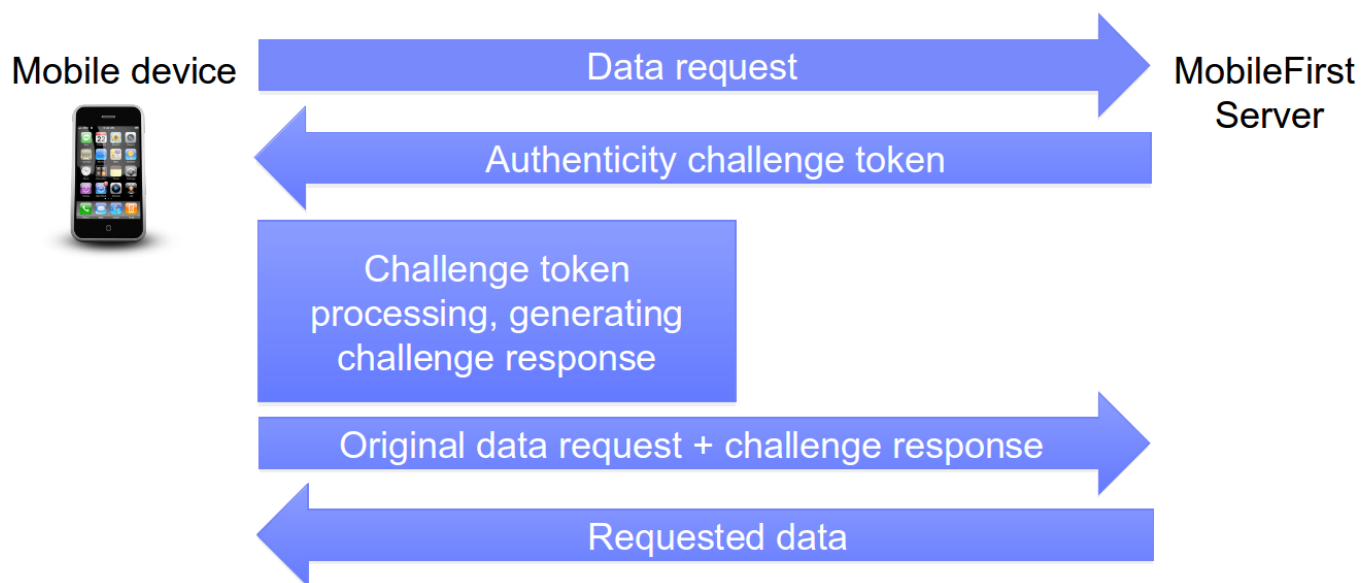 Mobile device
Data request
MobileFirst
Server
Authenticity challenge token
Challenge token
processing, generating
challenge response
Original data request + challenge response
Requested data